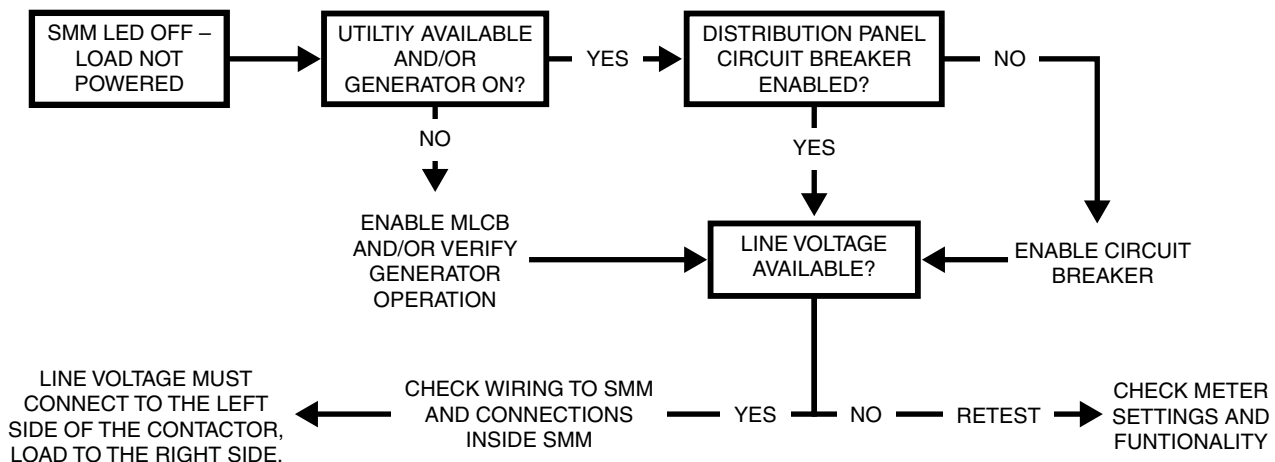 SMM LED OFF –
LOAD NOT
POWERED
UTILTIY AVAILABLE
AND/OR
GENERATOR ON?
YES
DISTRIBUTION PANEL
CIRCUIT BREAKER
ENABLED?
NO
NO
YES
ENABLE MLCB
AND/OR VERIFY
GENERATOR
OPERATION
LINE VOLTAGE
AVAILABLE?
ENABLE CIRCUIT
BREAKER
LINE VOLTAGE MUST
CONNECT TO THE LEFT
SIDE OF THE CONTACTOR,
LOAD TO THE RIGHT SIDE.
CHECK WIRING TO SMM
AND CONNECTIONS
INSIDE SMM
YES
NO
RETEST
CHECK METER
SETTINGS AND
FUNTIONALITY